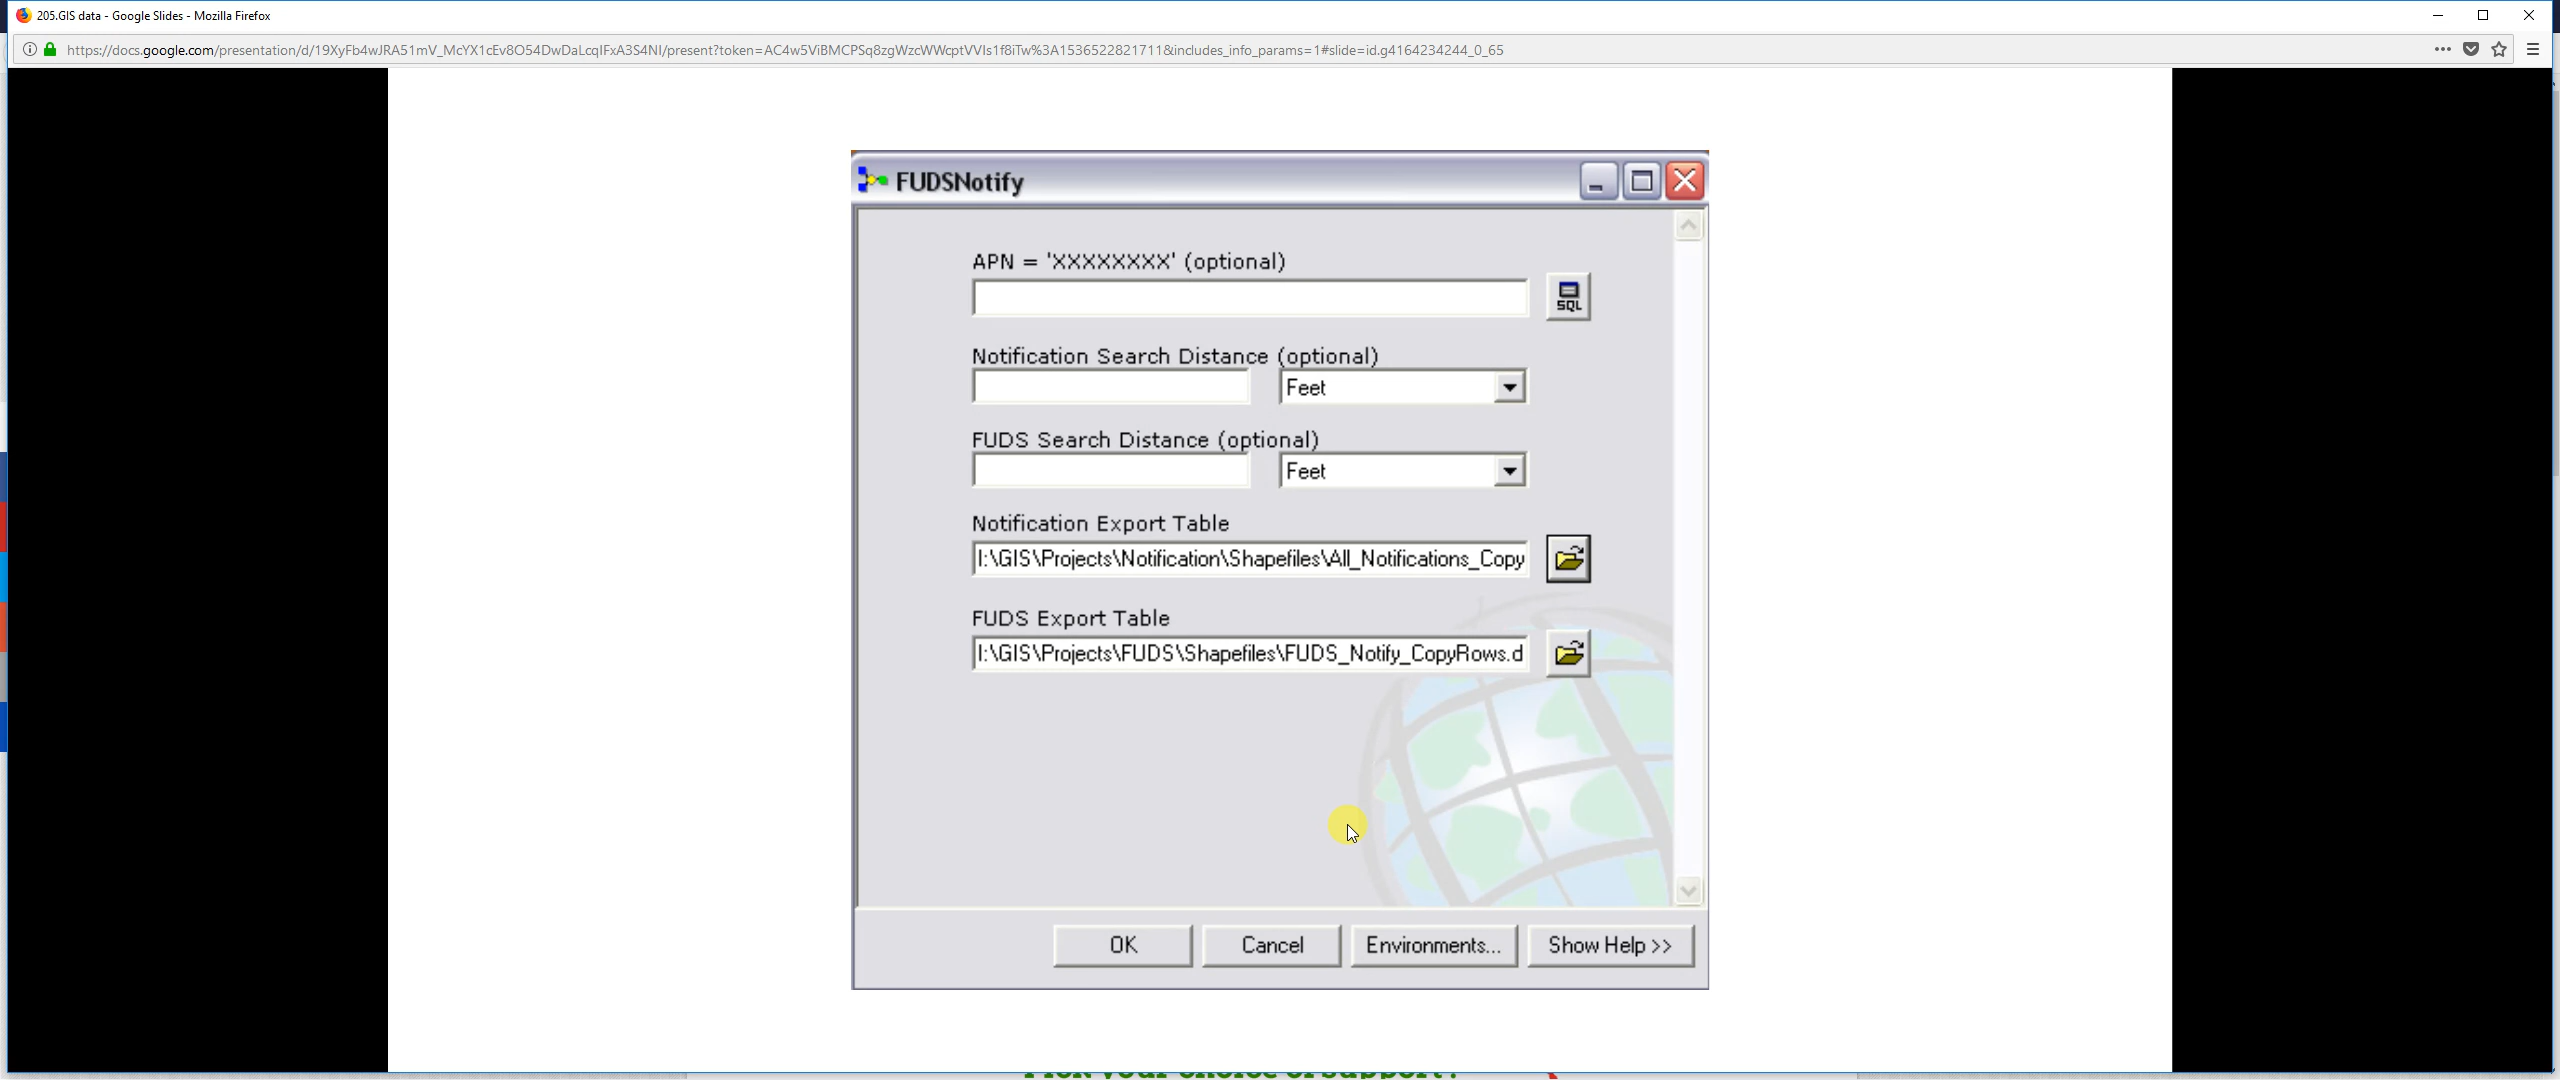 205.GIS data - Google Slides - Mozilla Firefox
https://docs.google.com/presentation/d/19XyFb4wJRA51mV_McYX1cEv8O54DwDaLcqIFxA3S4NI/present?token=AC4w5ViBMCPSq8zgWzcWWcptVVIs1f8iTw%3A1536522821711&includes_info_params=1#slide=id.g4164234244_0_65
FUDSNotify
APN = 'XXXXXXXX' (optional)
SQL
Notification Search Distance (optional)
Feet
FUDS Search Distance (optional)
Feet
Notification Export Table
I:\GIS\Projects\Notification\Shapefiles\All_Notifications_Copy
FUDS Export Table
I:\GIS\Projects\FUDS\Shapefiles\FUDS_Notify_CopyRows.d
OK Cancel Environments... Show Help >>